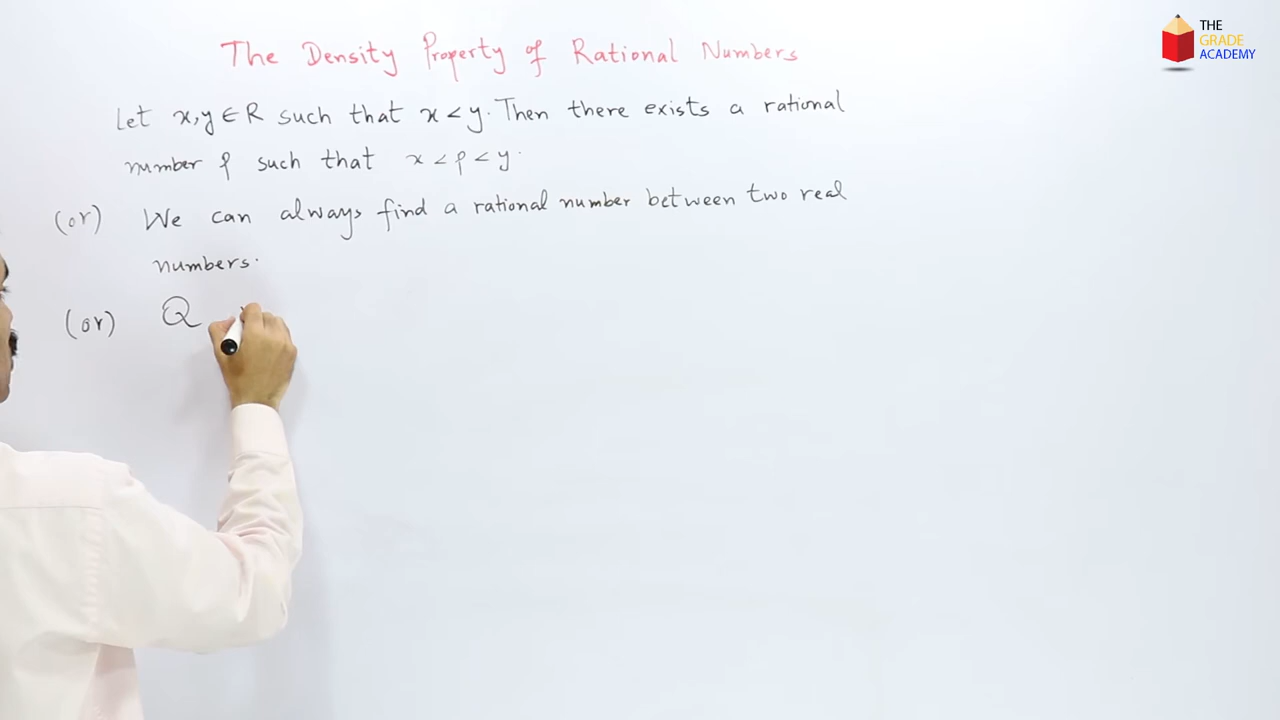 The Density Property of Rational Numbers
Let x,y ∈ R such that x < y. Then there exists a rational
number p such that x < p < y.
(or) We can always find a rational number between two real
numbers.
(or) Q
THE
GRADE
ACADEMY